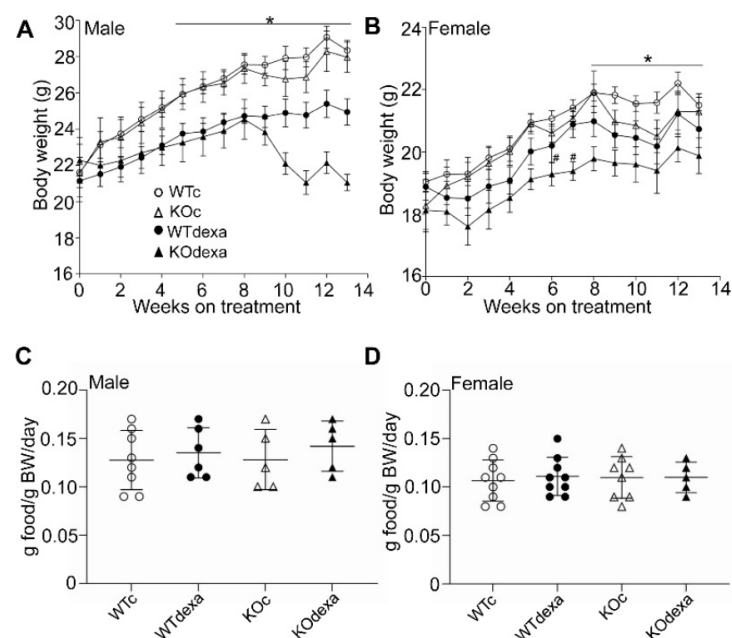 A
Male
*
30
28
26
24
22
20
18
16
Body weight (g)
WTc
KOc
WTdexa
KOdexa
0 2 4 6 8 10 12 14
Weeks on treatment
B
Female
*
24
22
20
18
16
Body weight (g)
# #
0 2 4 6 8 10 12 14
Weeks on treatment
C
Male
0.20
0.15
0.10
0.05
0
g food/g BW/day
WTc WTdexa KOc KOdexa
D
Female
0.20
0.15
0.10
0.05
0
g food/g BW/day
WTc WTdexa KOc KOdexa